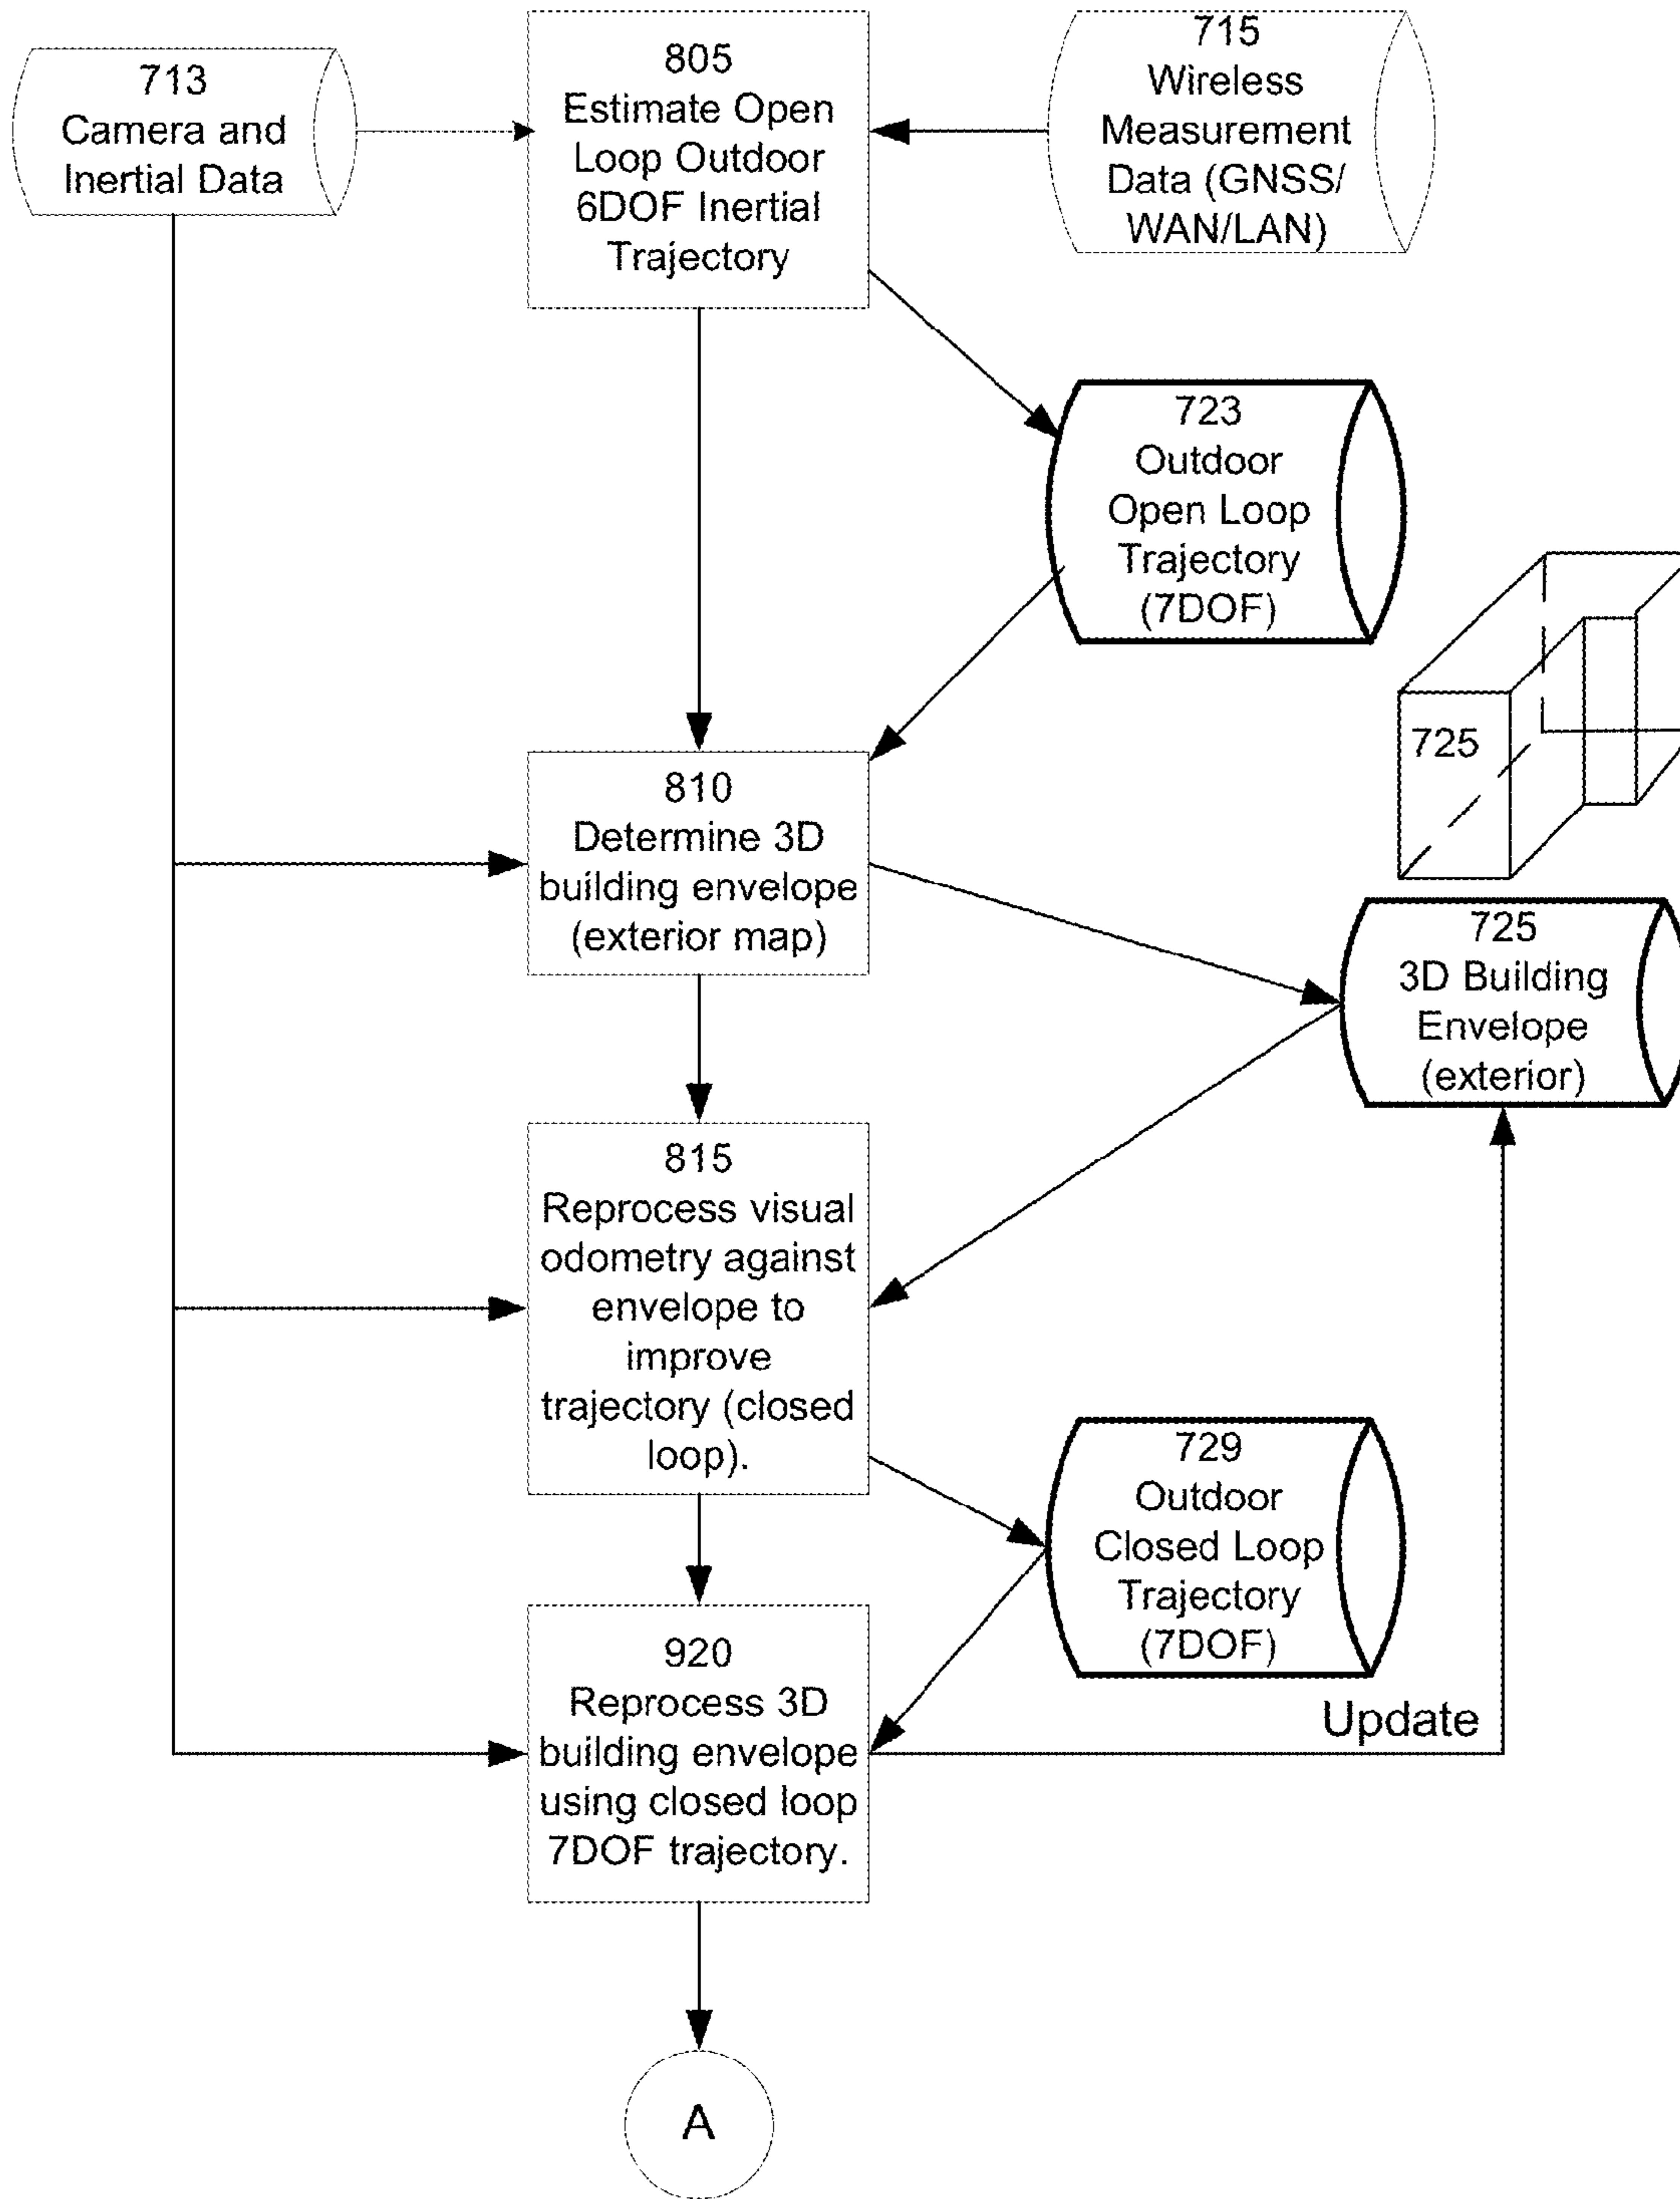 713
Camera and
Inertial Data
805
Estimate Open
Loop Outdoor
6DOF Inertial
Trajectory
715
Wireless
Measurement
Data (GNSS/
WAN/LAN)
723
Outdoor
Open Loop
Trajectory
(7DOF)
725
810
Determine 3D
building envelope
(exterior map)
725
3D Building
Envelope
(exterior)
815
Reprocess visual
odometry against
envelope to
improve
trajectory (closed
loop).
729
Outdoor
Closed Loop
Trajectory
(7DOF)
920
Reprocess 3D
building envelope
using closed loop
7DOF trajectory.
Update
A